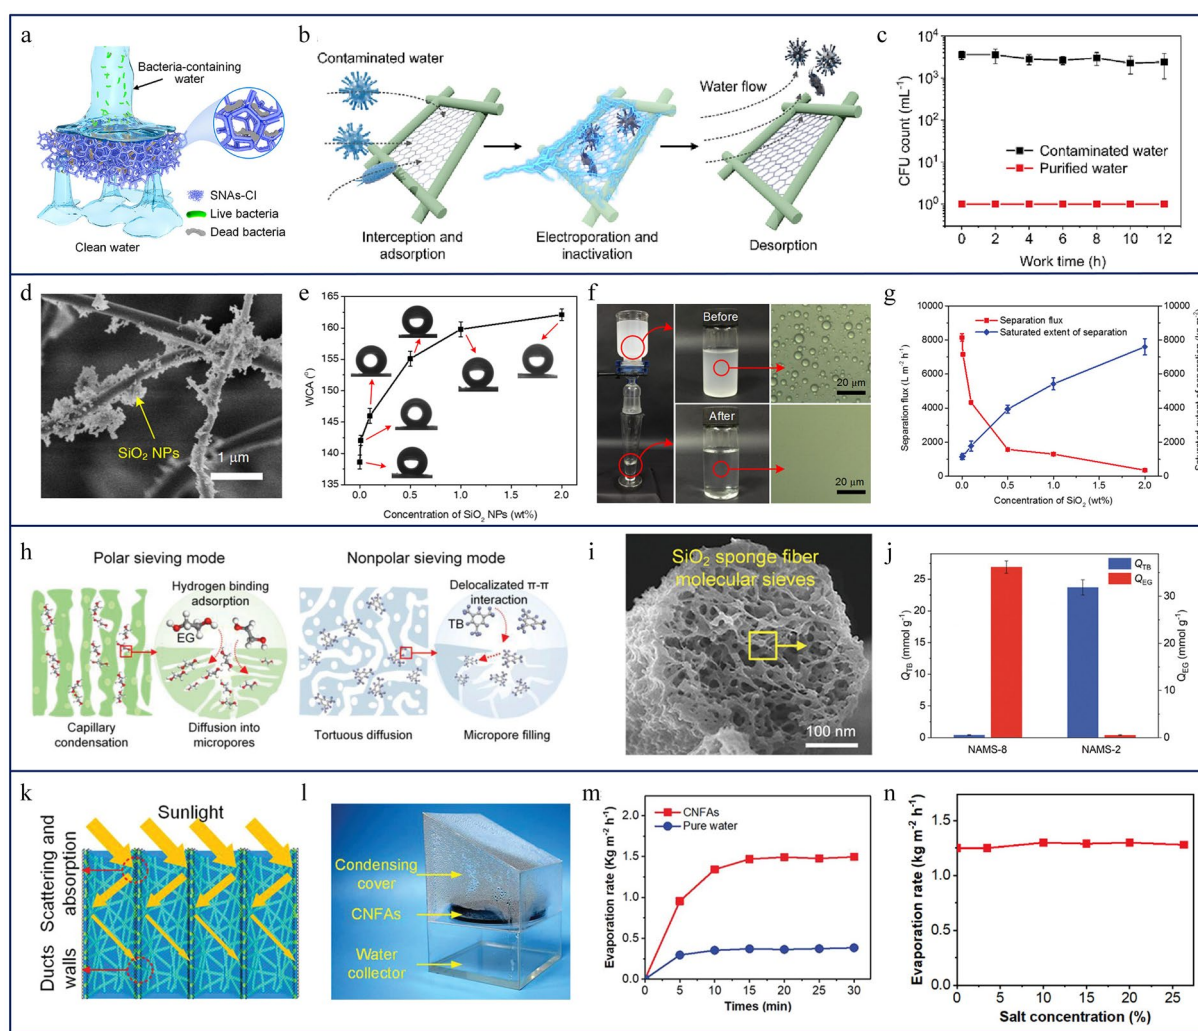 a
Bacteria-containing
water
SNAs-Cl
Live bacteria
Dead bacteria
Clean water
b
Contaminated water
Water flow
Interception and
adsorption
Electroporation and
inactivation
Desorption
c
CFU count (mL⁻¹)
10⁴
10³
10²
10¹
10⁰
Contaminated water
Purified water
0 2 4 6 8 10 12
Work time (h)
d
SiO₂ NPs
1 μm
e
WCA (°)
165
160
155
150
145
140
135
0.0 0.5 1.0 1.5 2.0
Concentration of SiO₂ NPs (wt%)
f
Before
20 μm
After
20 μm
g
Separation flux
Saturated extent of separation
Separation flux (L m⁻² h⁻¹)
10000 10000
8000 8000
6000 6000
4000 4000
2000 2000
0 0
0.0 0.5 1.0 1.5 2.0
Concentration of SiO₂ (wt%)
h
Polar sieving mode
Nonpolar sieving mode
Hydrogen binding
adsorption
EG
Delocalizated π-π
interaction
TB
Capillary
condensation
Diffusion into
micropores
Tortuous diffusion
Micropore filling
i
SiO₂ sponge fiber
molecular sieves
100 nm
j
Q_TB
Q_EG
Q_TB (mmol g⁻¹)
25
20
15
10
5
0
30
20
10
0
Q_EG (mmol g⁻¹)
NAMS-8 NAMS-2
k
Sunlight
Scattering and
absorption
Ducts
walls
l
Condensing
cover
CNFAs
Water
collector
m
CNFAs
Pure water
Evaporation rate (Kg m⁻² h⁻¹)
2.0
1.5
1.0
0.5
0.0
0 5 10 15 20 25 30
Times (min)
n
Evaporation rate (kg m⁻² h⁻¹)
1.5
1.0
0.5
0.0
0 5 10 15 20 25
Salt concentration (%)